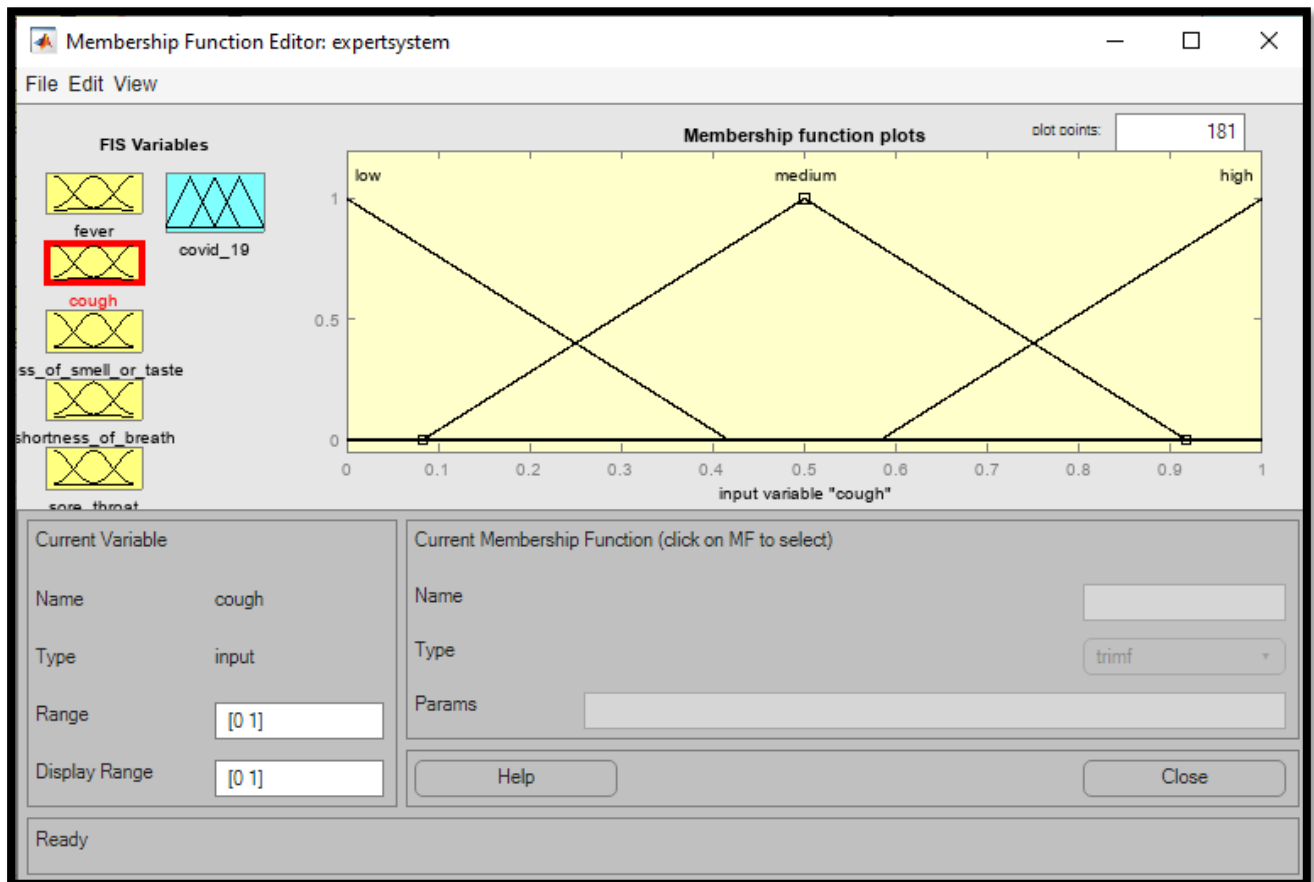 Membership Function Editor: expertsystem
File Edit View
FIS Variables
fever
covid_19
cough
ss_of_smell_or_taste
shortness_of_breath
sore_throat
Membership function plots
plot points:
181
low
medium
high
1
0.5
0
0 0.1 0.2 0.3 0.4 0.5 0.6 0.7 0.8 0.9 1
input variable "cough"
Current Variable
Name cough
Type input
Range [0 1]
Display Range [0 1]
Current Membership Function (click on MF to select)
Name
Type trimf
Params
Help
Close
Ready